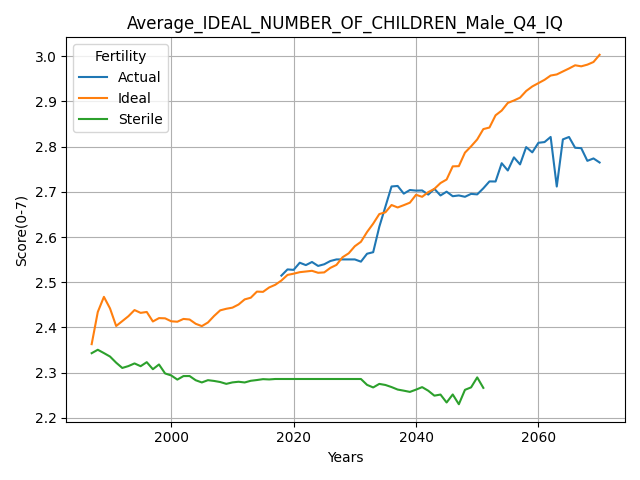 Average_IDEAL_NUMBER_OF_CHILDREN_Male_Q4_IQ
Fertility
Actual
Ideal
Sterile
Score(0-7)
3.0
2.9
2.8
2.7
2.6
2.5
2.4
2.3
2.2
2000
2020
2040
2060
Years